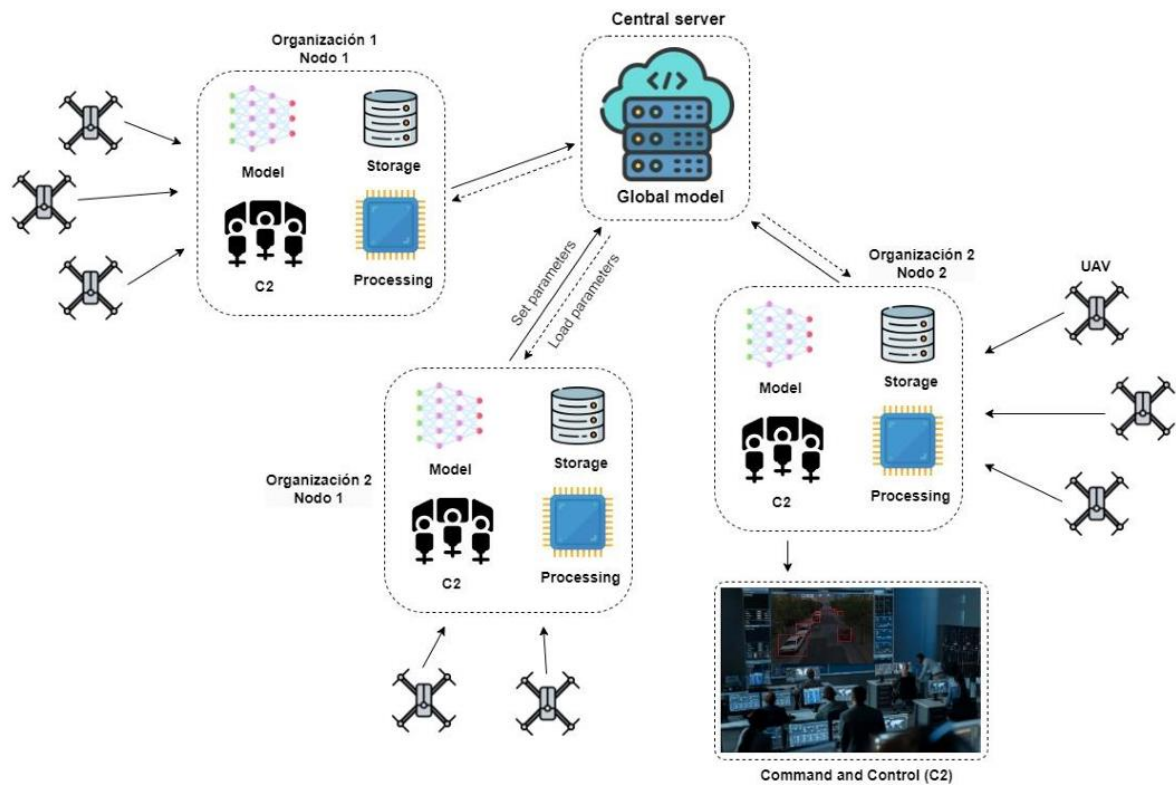 Central server
Global model
Organización 1
Nodo 1
Model
Storage
C2
Processing
Set parameters
Load parameters
Organización 2
Nodo 2
UAV
Model
Storage
C2
Processing
Organización 2
Nodo 1
Model
Storage
C2
Processing
Command and Control (C2)